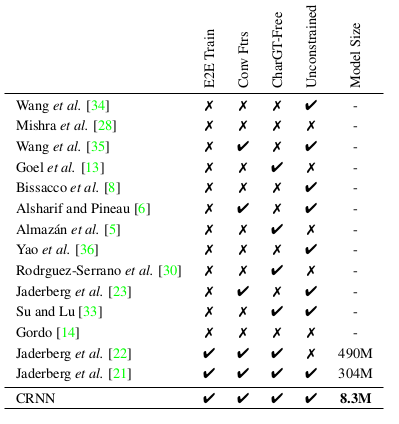 E2E Train Conv Ftrs CharGT-Free Unconstrained Model Size
Wang et al. [34] ✗ ✗ ✗ ✔ -
Mishra et al. [28] ✗ ✗ ✗ ✗ -
Wang et al. [35] ✗ ✔ ✗ ✔ -
Goel et al. [13] ✗ ✗ ✔ ✗ -
Bissacco et al. [8] ✗ ✗ ✗ ✔ -
Alsharif and Pineau [6] ✗ ✔ ✗ ✔ -
Almazán et al. [5] ✗ ✗ ✔ ✗ -
Yao et al. [36] ✗ ✗ ✗ ✔ -
Rodrguez-Serrano et al. [30] ✗ ✗ ✔ ✗ -
Jaderberg et al. [23] ✗ ✔ ✗ ✔ -
Su and Lu [33] ✗ ✗ ✔ ✔ -
Gordo [14] ✗ ✗ ✗ ✗ -
Jaderberg et al. [22] ✔ ✔ ✔ ✗ 490M
Jaderberg et al. [21] ✔ ✔ ✔ ✔ 304M
CRNN ✔ ✔ ✔ ✔ 8.3M